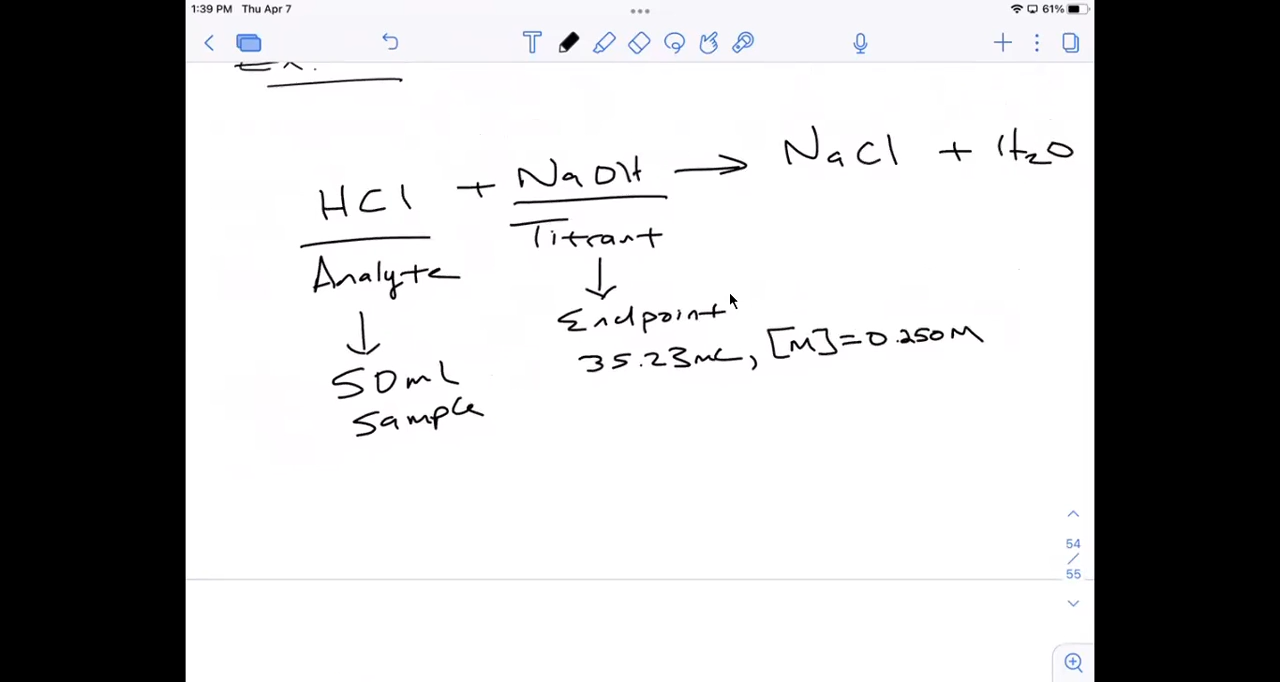 1:39 PM Thu Apr 7
61%
Ex.
HCl + NaOH → NaCl + H₂O
Analyte
Titrant
↓
↓
50mL
Sample
Endpoint
35.23mL, [M]=0.250M
54
/
55